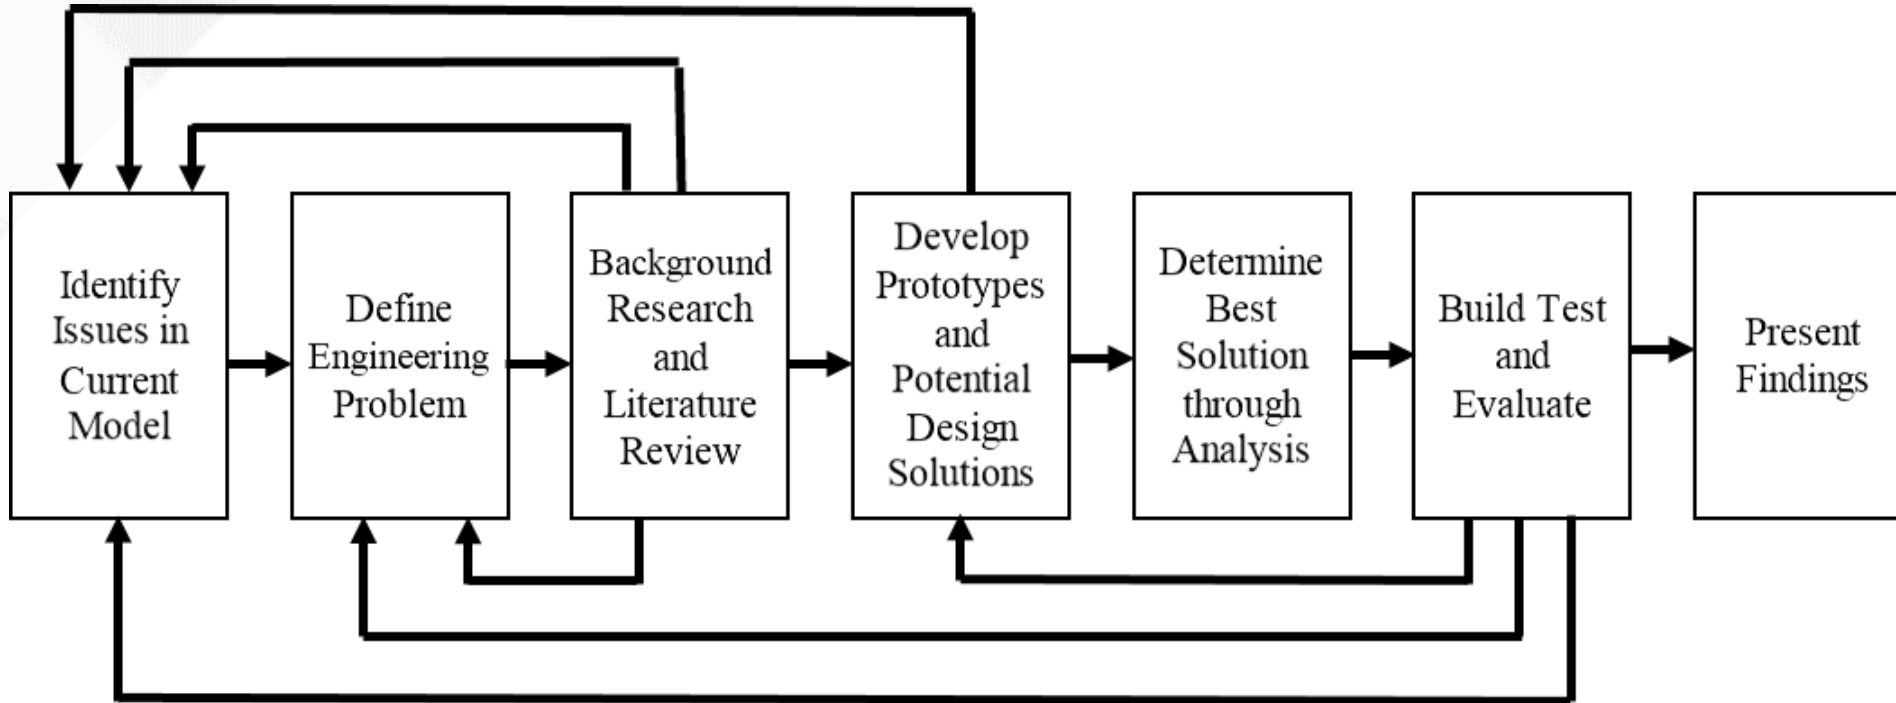 Identify
Issues in
Current
Model
Define
Engineering
Problem
Background
Research
and
Literature
Review
Develop
Prototypes
and
Potential
Design
Solutions
Determine
Best
Solution
through
Analysis
Build Test
and
Evaluate
Present
Findings